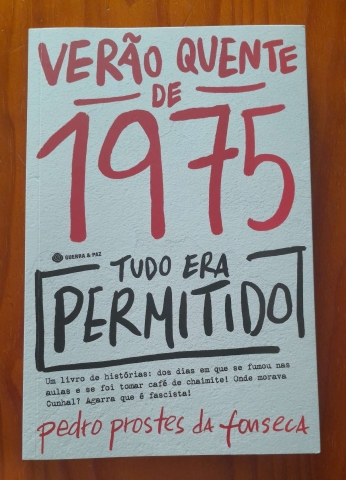 VERÃO QUENTE
DE
1975
GUERRA & PAZ
TUDO ERA
PERMITIDO
Um livro de histórias: dos dias em que se fumou nas
aulas e se foi tomar café de chaimite! Onde morava
Cunhal? Agarra que é fascista!
pedro prostes da fonseca